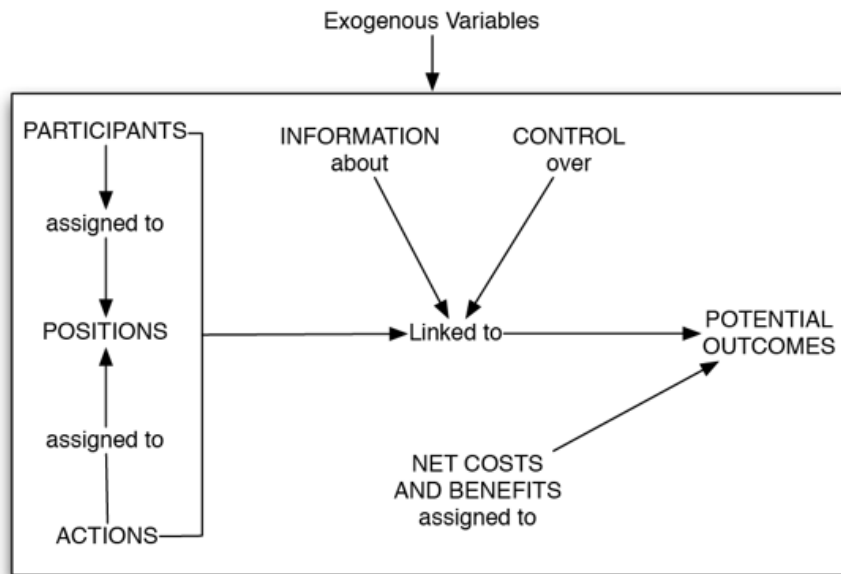 Exogenous Variables
PARTICIPANTS
INFORMATION
about
CONTROL
over
assigned to
POSITIONS
Linked to
POTENTIAL
OUTCOMES
assigned to
NET COSTS
AND BENEFITS
assigned to
ACTIONS